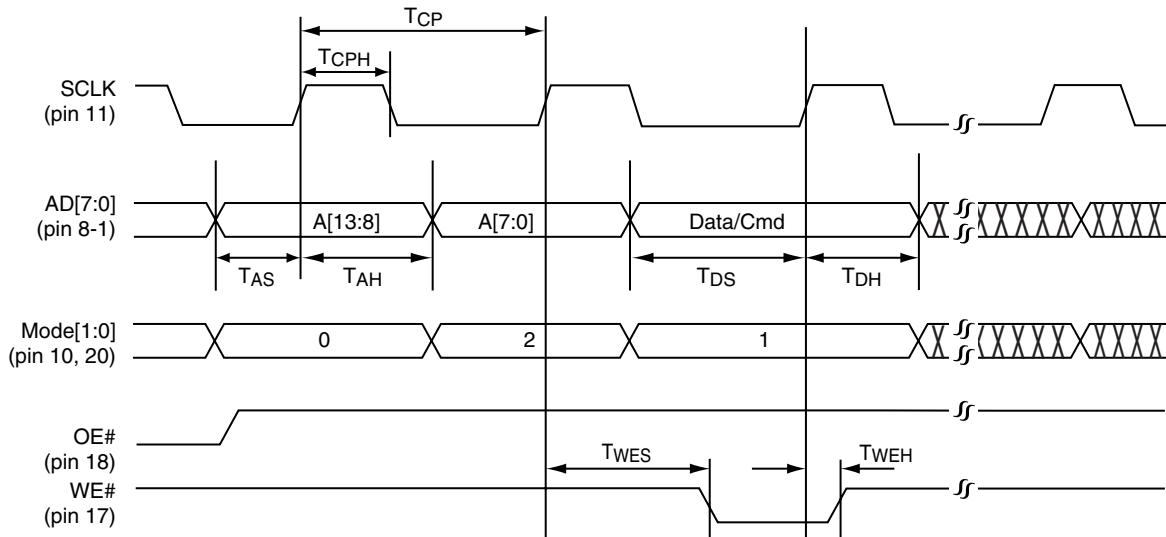 TCP
TCPH
SCLK
(pin 11)
AD[7:0]
(pin 8-1)
A[13:8]
A[7:0]
Data/Cmd
TAS
TAH
TDS
TDH
Mode[1:0]
(pin 10, 20)
0
2
1
OE#
(pin 18)
TWES
TWEH
WE#
(pin 17)